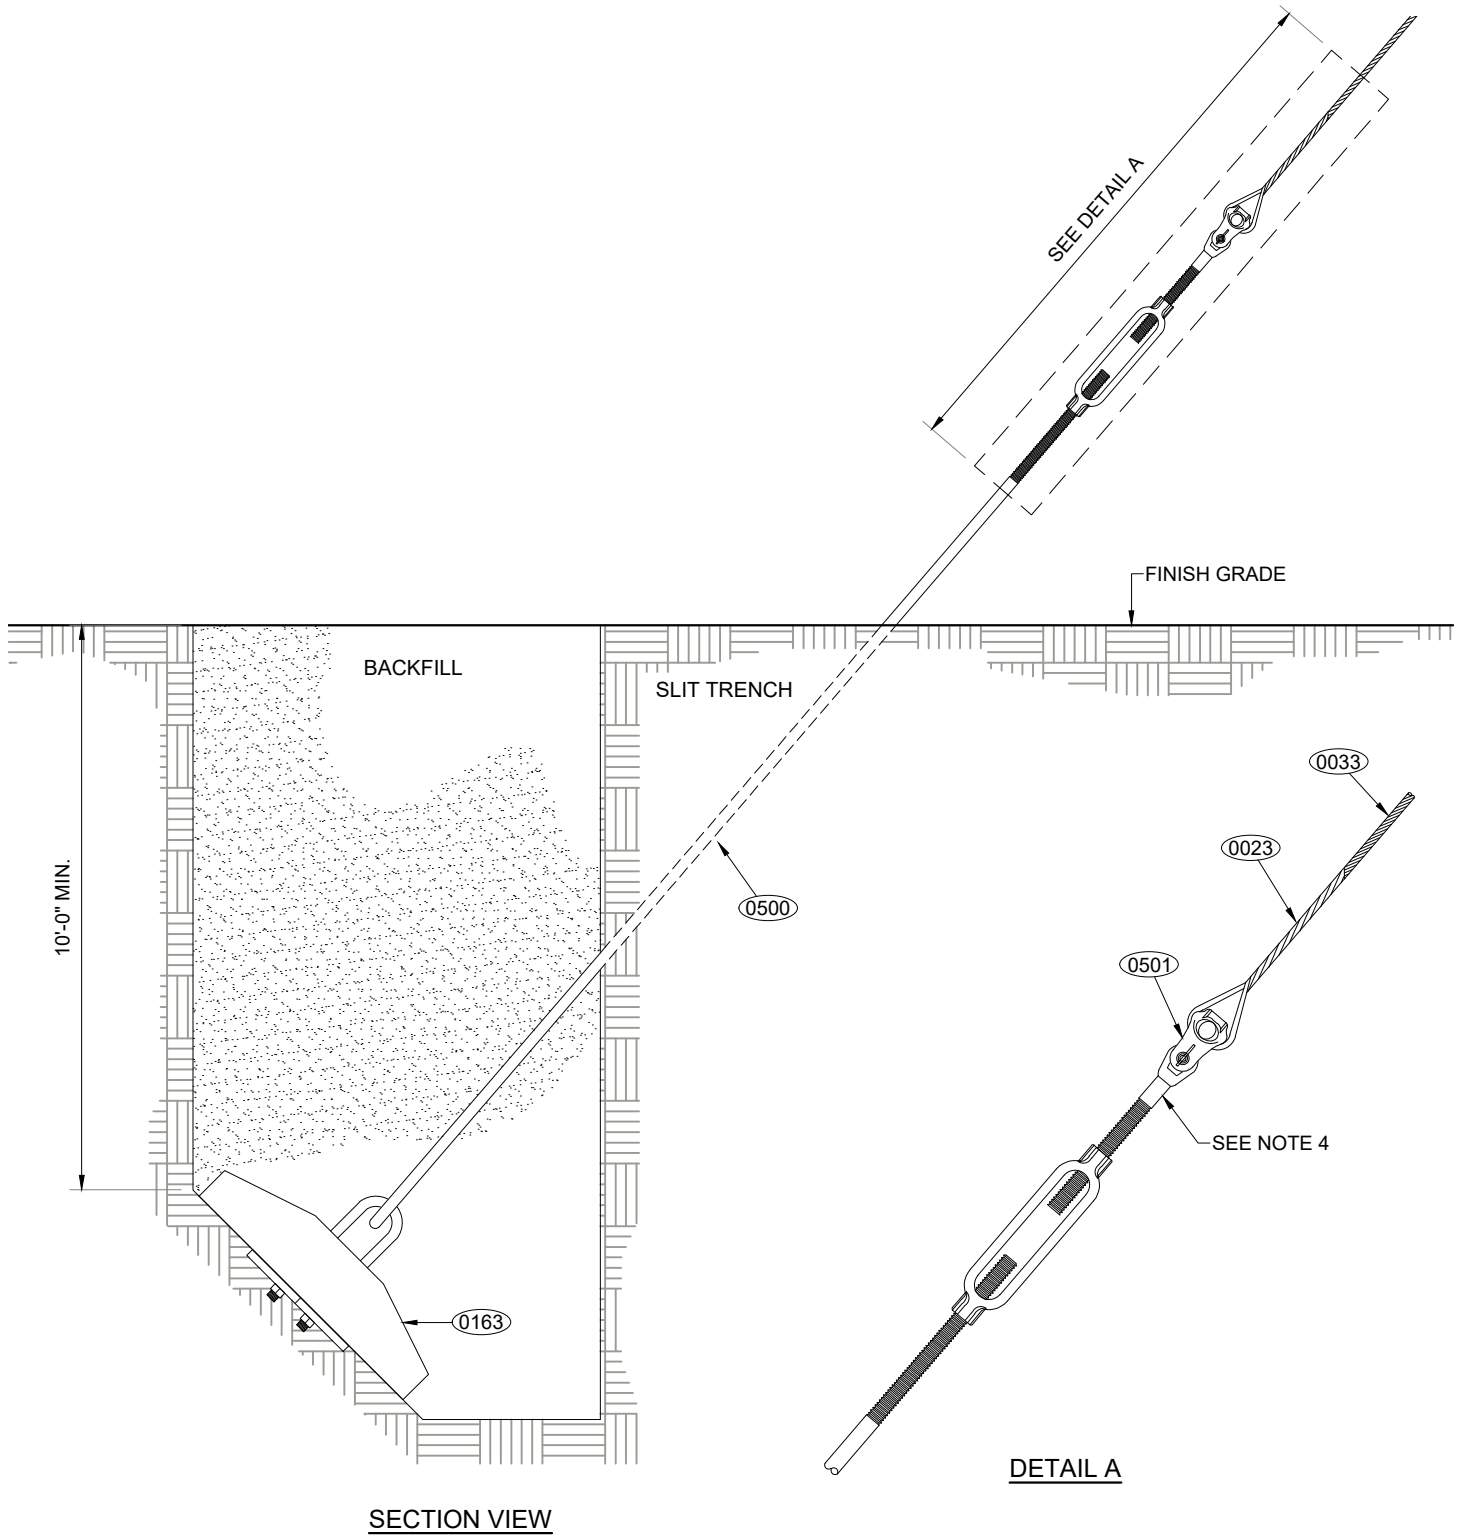 SEE DETAIL A
FINISH GRADE
BACKFILL
SLIT TRENCH
0033
0023
10'-0" MIN.
0500
0501
SEE NOTE 4
0163
DETAIL A
SECTION VIEW